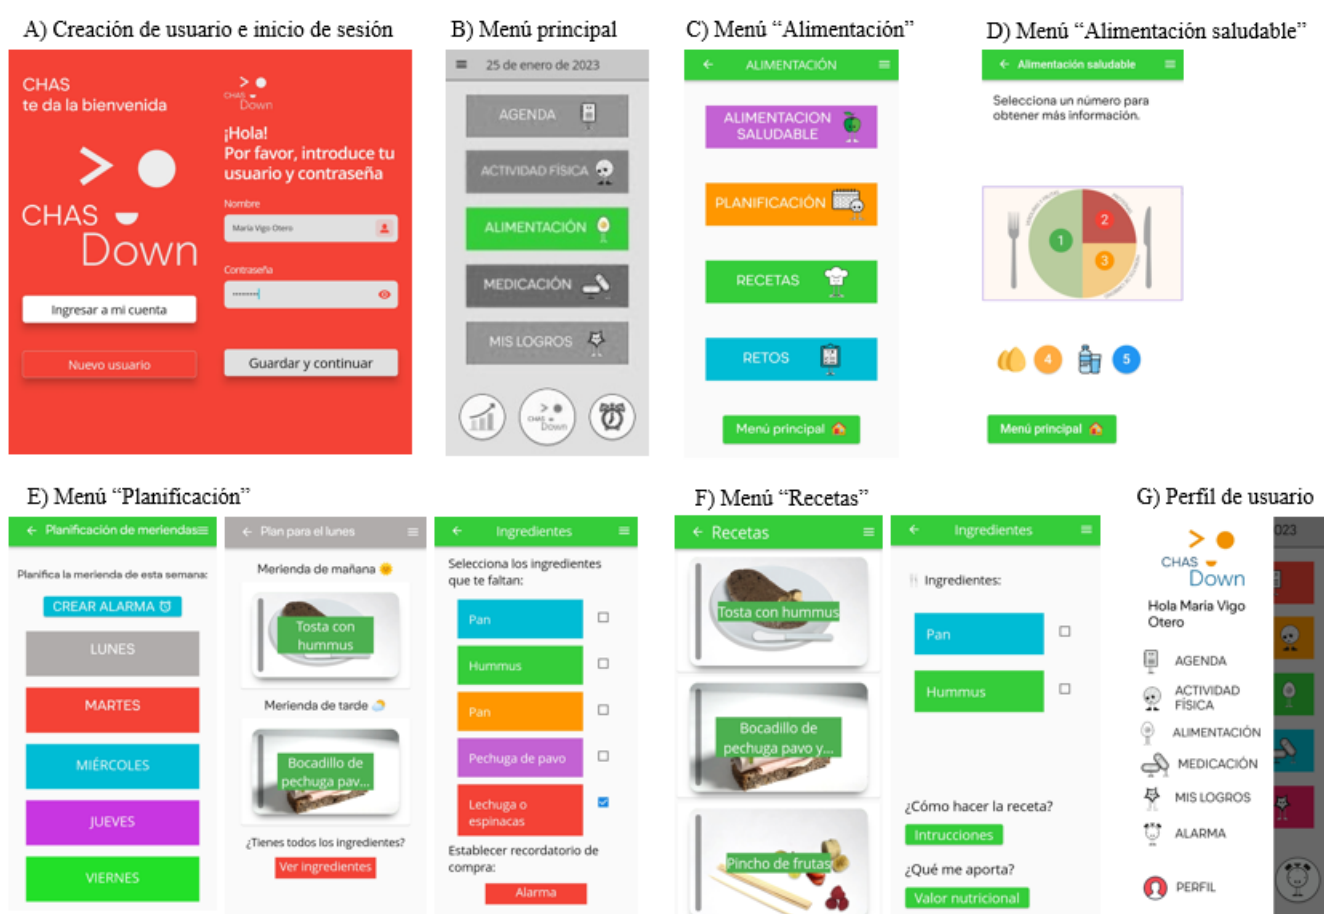 A) Creación de usuario e inicio de sesión
CHAS
te da la bienvenida
CHAS
Down
Ingresar a mi cuenta
Nuevo usuario
CHAS
Down
¡Hola!
Por favor, introduce tu
usuario y contraseña
Nombre
María Vigo Otero
Contraseña
Guardar y continuar
B) Menú principal
25 de enero de 2023
AGENDA
ACTIVIDAD FÍSICA
ALIMENTACIÓN
MEDICACIÓN
MIS LOGROS
CHAS
Down
C) Menú “Alimentación”
ALIMENTACIÓN
ALIMENTACION
SALUDABLE
PLANIFICACIÓN
RECETAS
RETOS
Menú principal
D) Menú “Alimentación saludable”
Alimentación saludable
Selecciona un número para
obtener más información.
1
2
3
4
5
Menú principal
E) Menú “Planificación”
Planificación de meriendas
Planifica la merienda de esta semana:
CREAR ALARMA
LUNES
MARTES
MIÉRCOLES
JUEVES
VIERNES
Plan para el lunes
Merienda de mañana
Tosta con
hummus
Merienda de tarde
Bocadillo de
pechuga pav...
¿Tienes todos los ingredientes?
Ver ingredientes
Ingredientes
Selecciona los ingredientes
que te faltan:
Pan
Hummus
Pan
Pechuga de pavo
Lechuga o
espinacas
Establecer recordatorio de
compra:
Alarma
F) Menú “Recetas”
Recetas
Tosta con hummus
Bocadillo de
pechuga pavo y...
Pincho de frutas
Ingredientes
Ingredientes:
Pan
Hummus
¿Cómo hacer la receta?
Intrucciones
¿Qué me aporta?
Valor nutricional
G) Perfil de usuario
CHAS
Down
Hola María Vigo
Otero
AGENDA
ACTIVIDAD
FÍSICA
ALIMENTACIÓN
MEDICACIÓN
MIS LOGROS
ALARMA
PERFIL
023